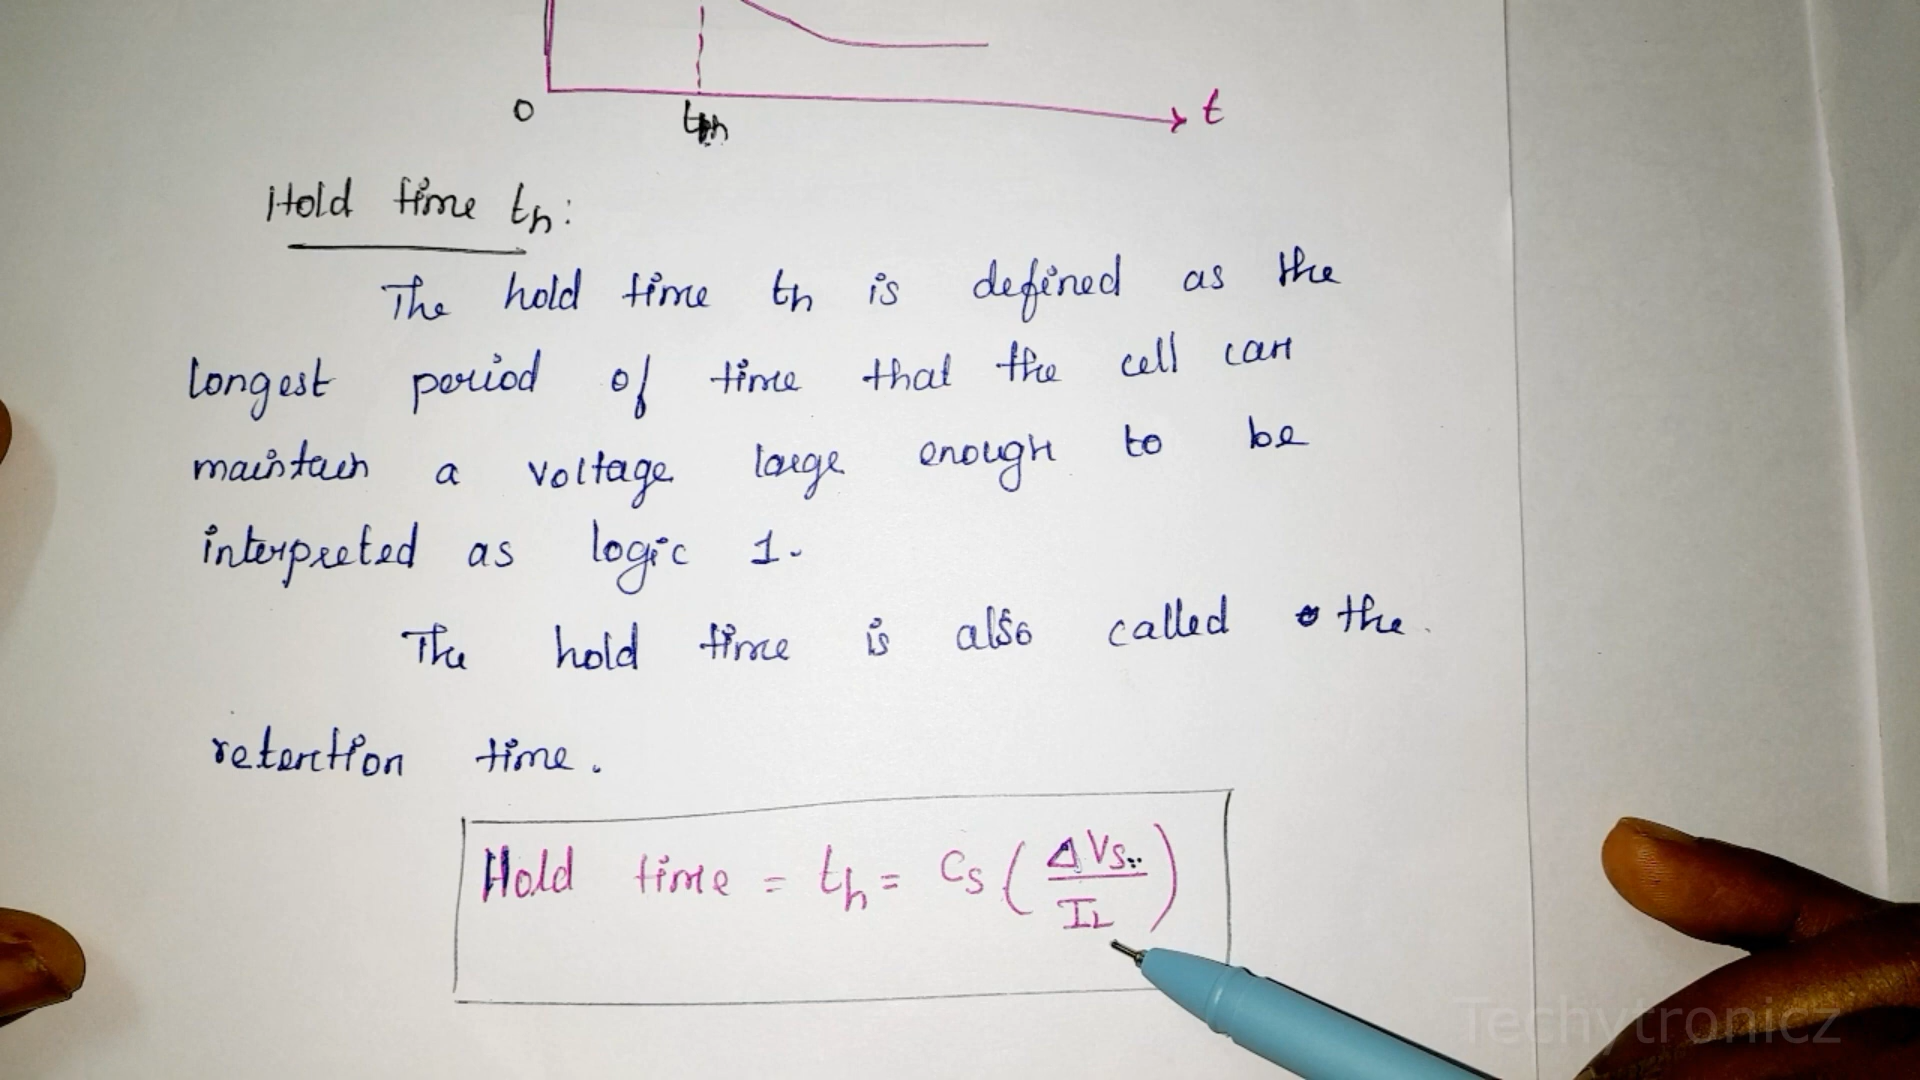 t
0
th
Hold time th:
The hold time th is defined as the
longest period of time that the cell can
maintain a voltage large enough to be
interpreted as logic 1.
The hold time is also called the
retention time.
Hold time = th = Cs ( ΔVs / IL )
Techytronicz